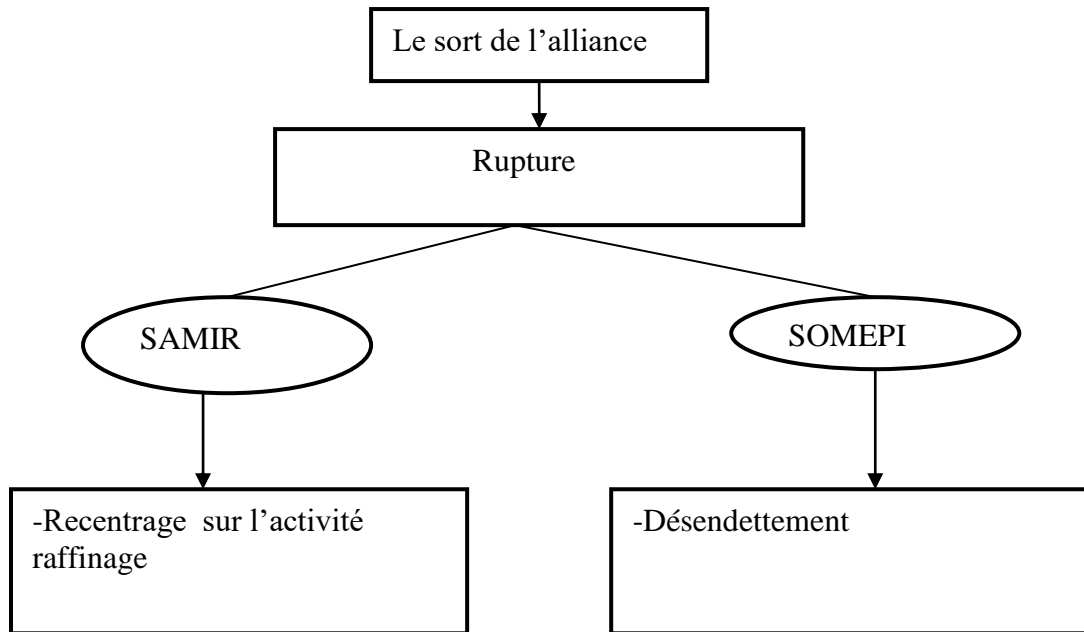 Le sort de l’alliance
Rupture
SAMIR
SOMEPI
-Recentrage sur l’activité
raffinage
-Désendettement